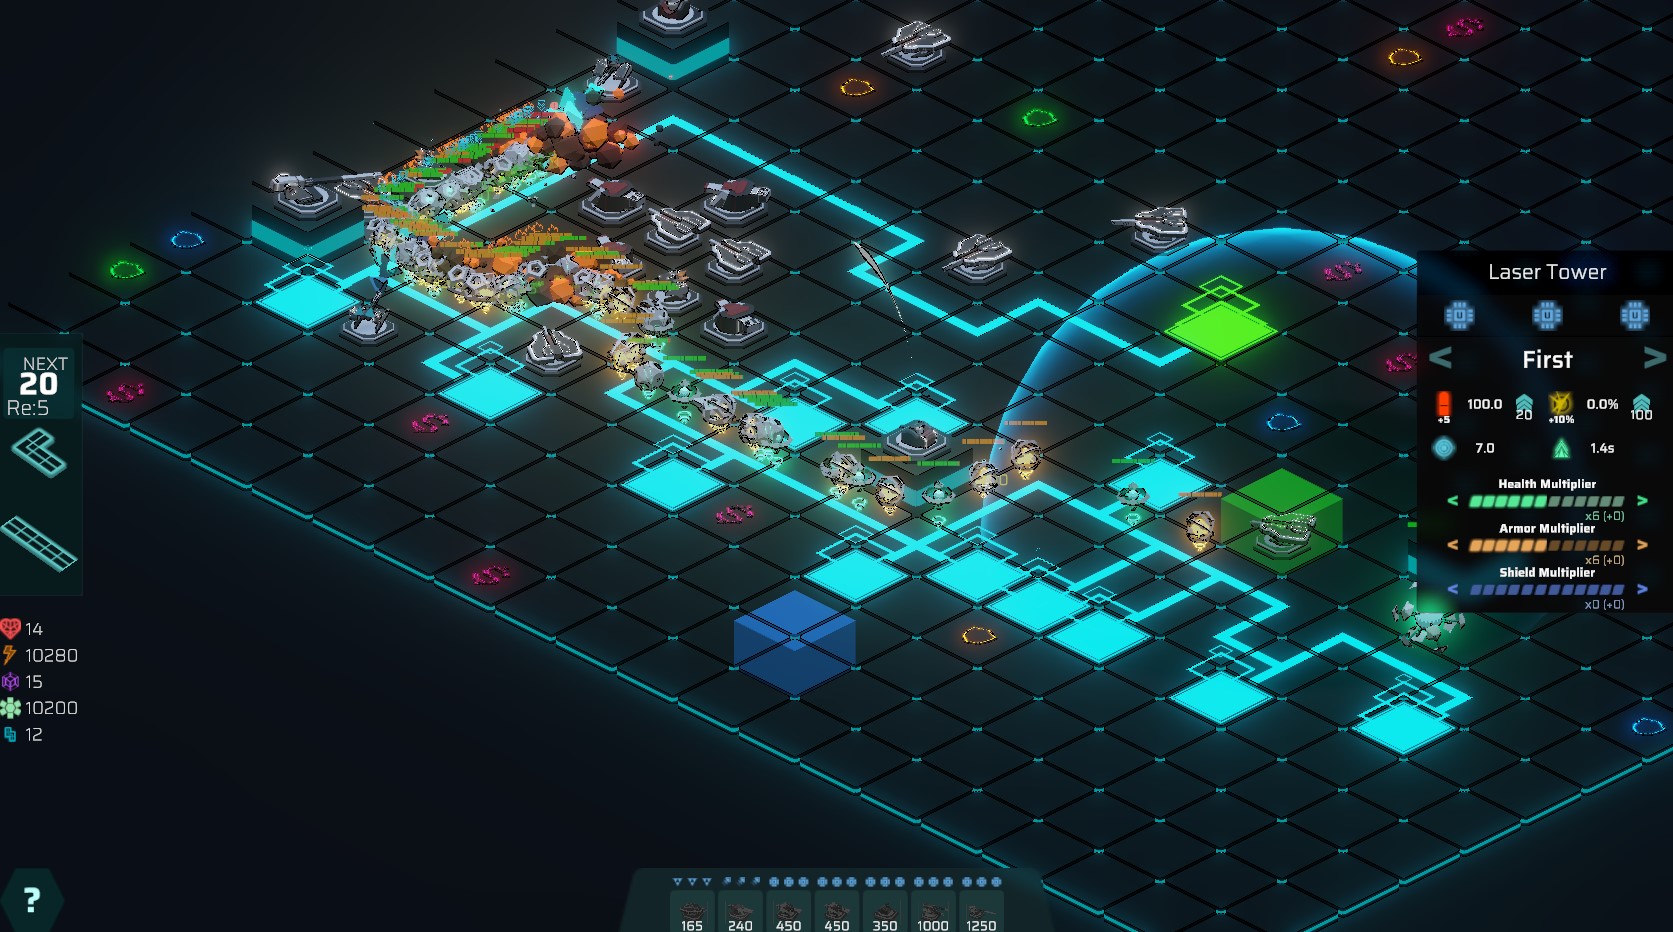 Laser Tower
First
100.0 20 0.0% 100
+5 +10%
7.0 1.4s
Health Multiplier
x6 (+0)
Armor Multiplier
x6 (+0)
Shield Multiplier
x0 (+0)
NEXT
20
Re:5
14
10280
15
10200
12
?
165 240 450 450 350 1000 1250